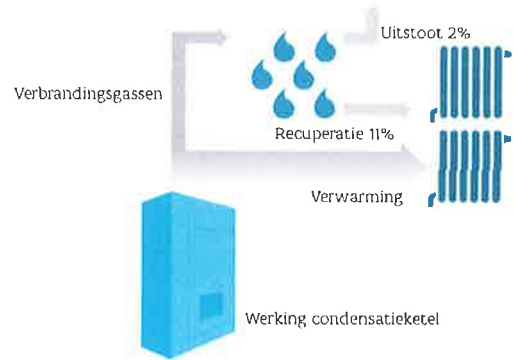 Uitstoot 2%
Verbrandingsgassen
Recuperatie 11%
Verwarming
Werking condensatieketel